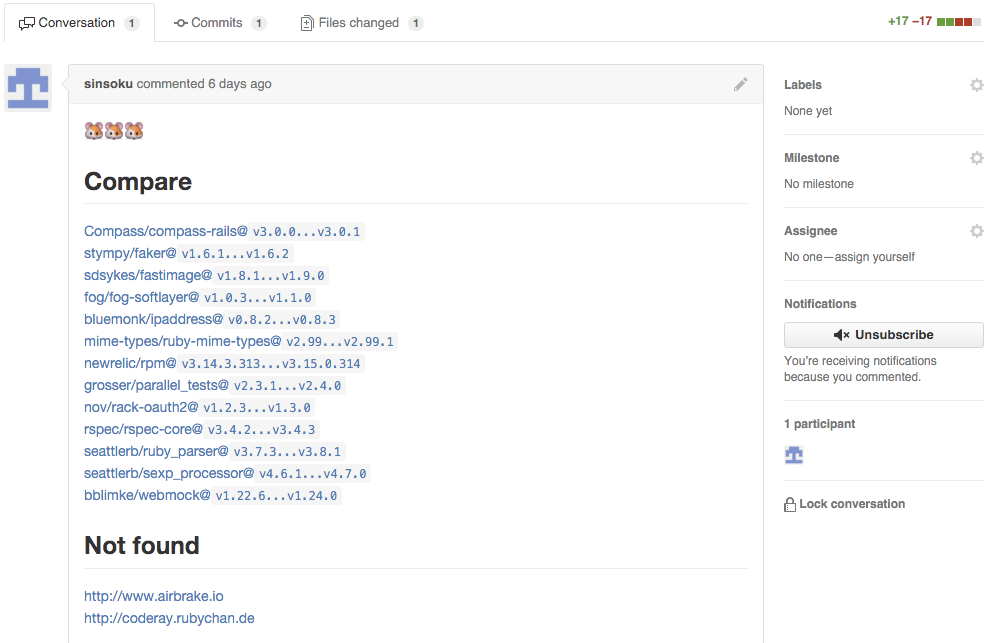 Conversation 1 Commits 1 Files changed 1 +17 −17
sinsoku commented 6 days ago
Compare
Compass/compass-rails@ v3.0.0...v3.0.1
stympy/faker@ v1.6.1...v1.6.2
sdsykes/fastimage@ v1.8.1...v1.9.0
fog/fog-softlayer@ v1.0.3...v1.1.0
bluemonk/ipaddress@ v0.8.2...v0.8.3
mime-types/ruby-mime-types@ v2.99...v2.99.1
newrelic/rpm@ v3.14.3.313...v3.15.0.314
grosser/parallel_tests@ v2.3.1...v2.4.0
nov/rack-oauth2@ v1.2.3...v1.3.0
rspec/rspec-core@ v3.4.2...v3.4.3
seattlerb/ruby_parser@ v3.7.3...v3.8.1
seattlerb/sexp_processor@ v4.6.1...v4.7.0
bblimke/webmock@ v1.22.6...v1.24.0
Not found
http://www.airbrake.io
http://coderay.rubychan.de
Labels
None yet
Milestone
No milestone
Assignee
No one—assign yourself
Notifications
Unsubscribe
You're receiving notifications
because you commented.
1 participant
Lock conversation